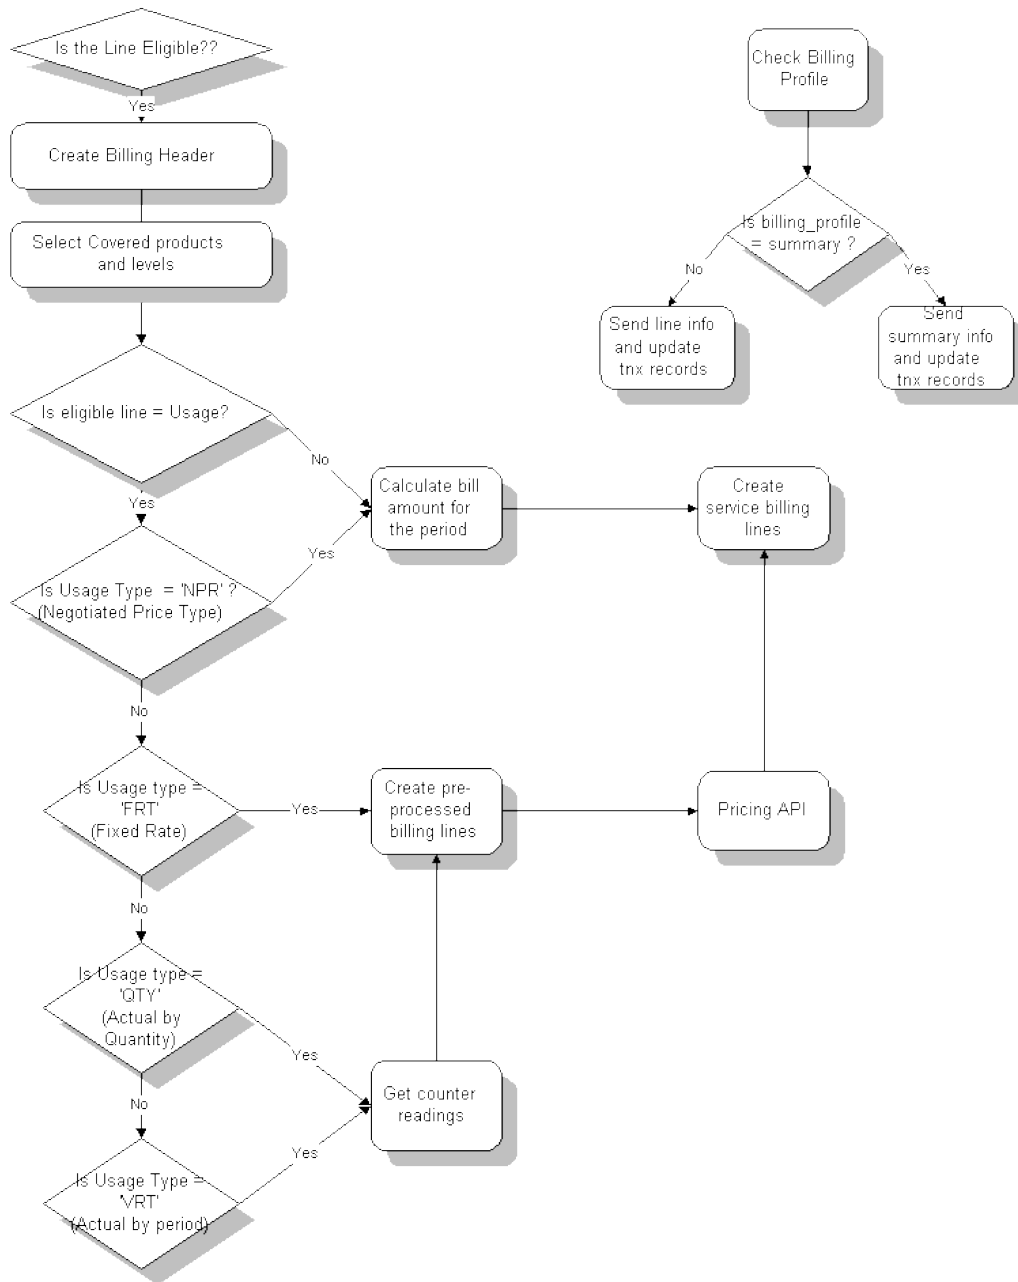 Is the Line Eligible??
Yes
Create Billing Header
Select Covered products
and levels
Is eligible line = Usage?
No
Yes
Is Usage Type = 'NPR' ?
(Negotiated Price Type)
Yes
No
Calculate bill
amount for
the period
Create
service billing
lines
Is Usage type =
'FRT'
(Fixed Rate)
Yes
No
Create pre-
processed
billing lines
Pricing API
Is Usage type =
'QTY'
(Actual by
Quantity)
Yes
No
Get counter
readings
Is Usage Type =
'VRT'
(Actual by period)
Yes
Check Billing
Profile
Is billing_profile
= summary ?
No
Yes
Send line info
and update
tnx records
Send
summary info
and update
tnx records